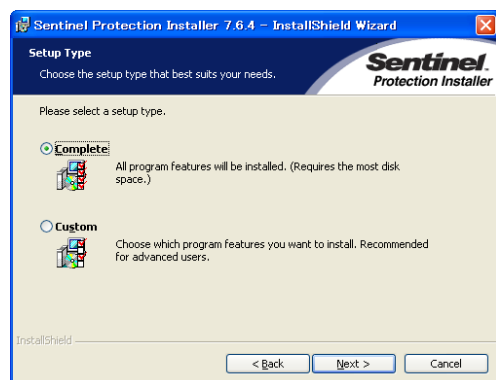 Sentinel Protection Installer 7.6.4 - InstallShield Wizard
Setup Type
Choose the setup type that best suits your needs.
Sentinel.
Protection Installer
Please select a setup type.
Complete
All program features will be installed. (Requires the most disk
space.)
Custom
Choose which program features you want to install. Recommended
for advanced users.
InstallShield
< Back Next > Cancel